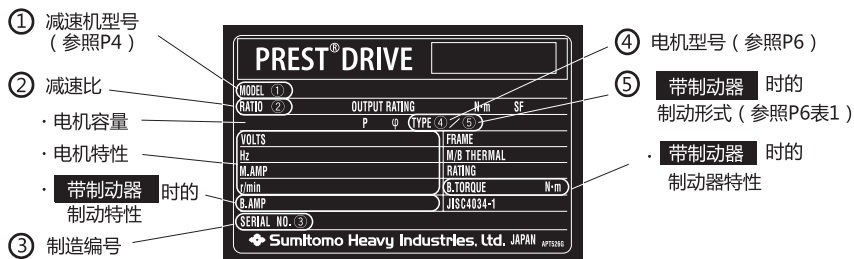 ① 减速机型号
（参照P4）
② 减速比
·电机容量
·电机特性
· 带制动器 时的
制动特性
③ 制造编号
PREST®DRIVE
MODEL ①
RATIO ② OUTPUT RATING N·m SF
P φ TYPE ④／⑤
VOLTS FRAME
Hz M/B THERMAL
M.AMP RATING
r/min B.TORQUE N·m
B.AMP JISC4034-1
SERIAL NO. ③
Sumitomo Heavy Industries, Ltd. JAPAN APT526G
④ 电机型号（参照P6）
⑤ 带制动器 时的
制动形式（参照P6表1）
· 带制动器 时的
制动器特性